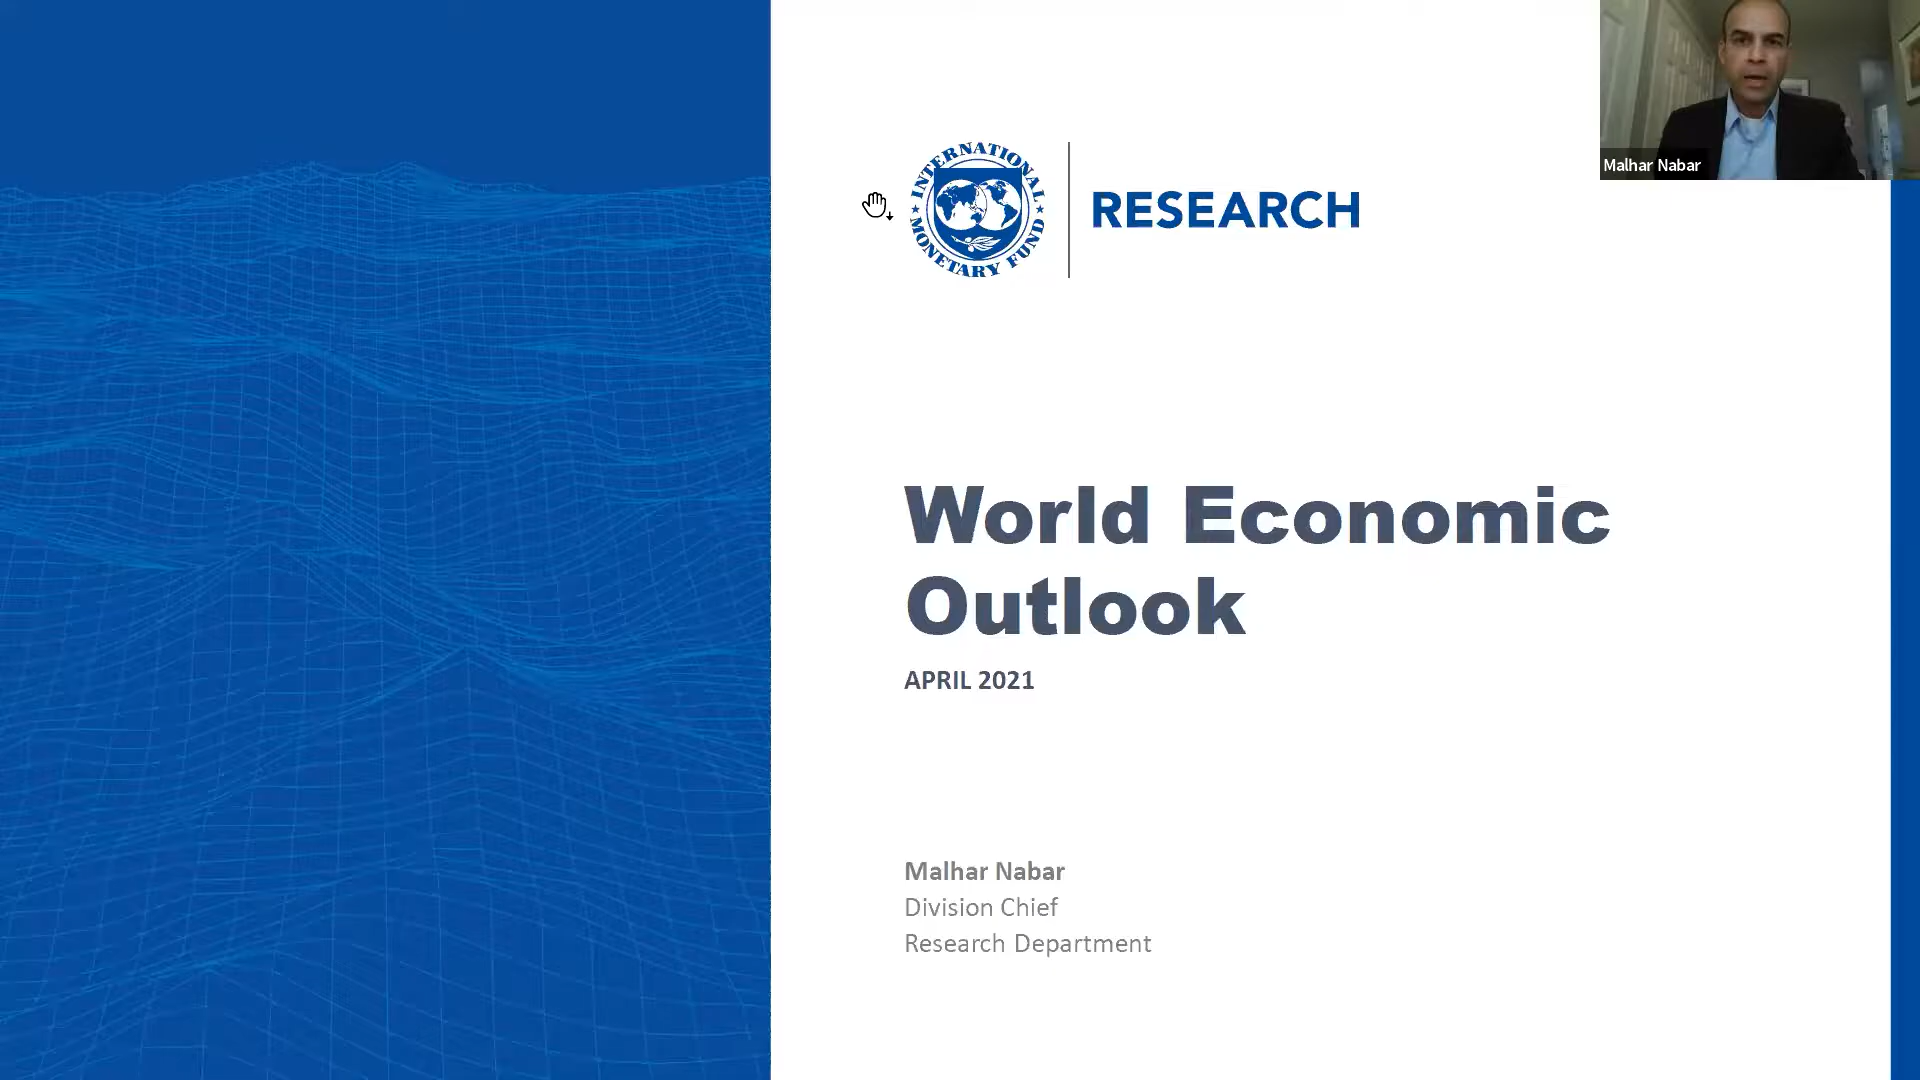 INTERNATIONAL
MONETARY FUND
RESEARCH
Malhar Nabar
World Economic
Outlook
APRIL 2021
Malhar Nabar
Division Chief
Research Department